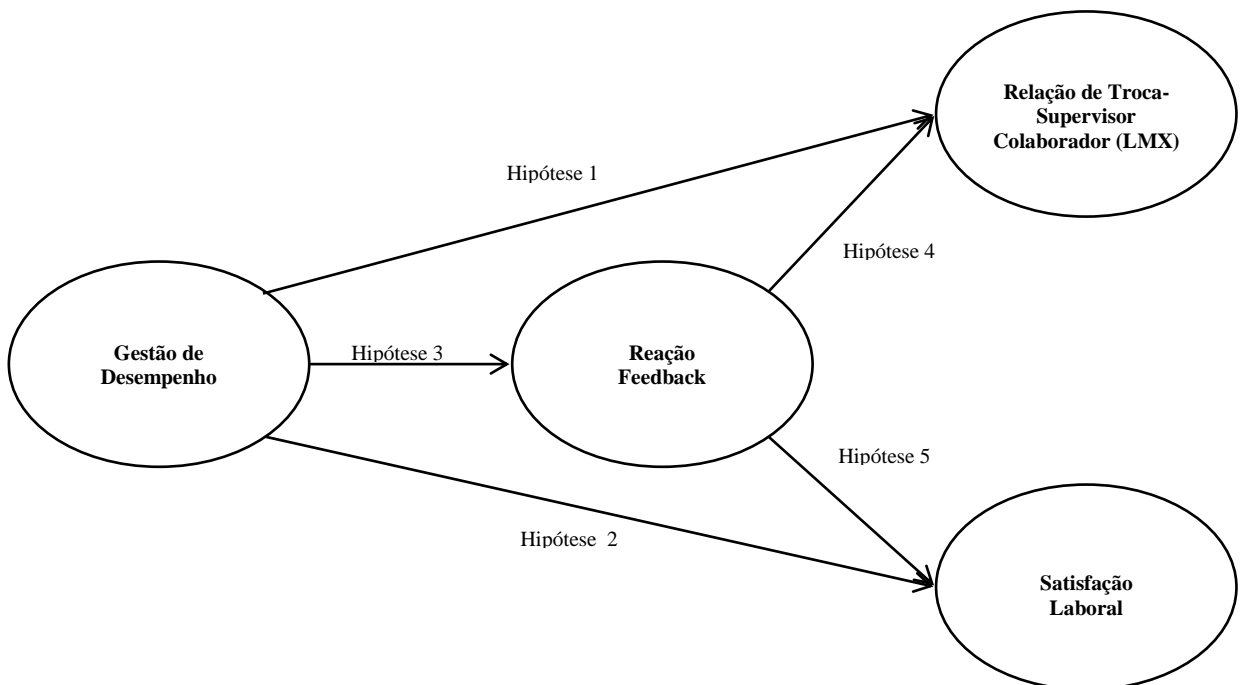 Relação de Troca-
Supervisor
Colaborador (LMX)
Hipótese 1
Hipótese 4
Gestão de
Desempenho
Hipótese 3
Reação
Feedback
Hipótese 5
Hipótese  2
Satisfação
Laboral